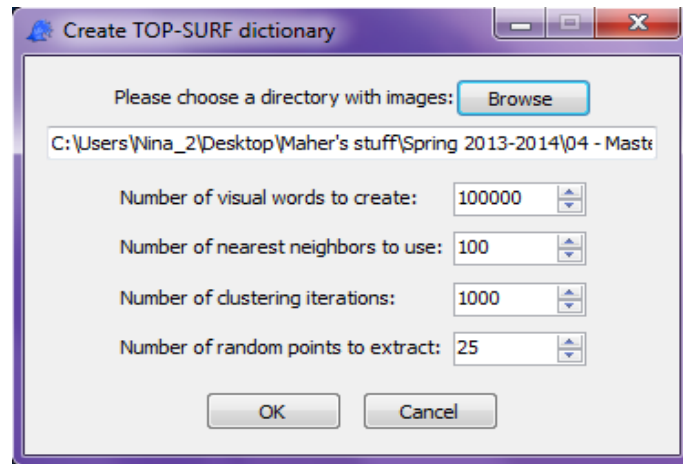 Create TOP-SURF dictionary
Please choose a directory with images: Browse
C:\Users\Nina_2\Desktop\Maher's stuff\Spring 2013-2014\04 - Maste
Number of visual words to create: 100000
Number of nearest neighbors to use: 100
Number of clustering iterations: 1000
Number of random points to extract: 25
OK Cancel